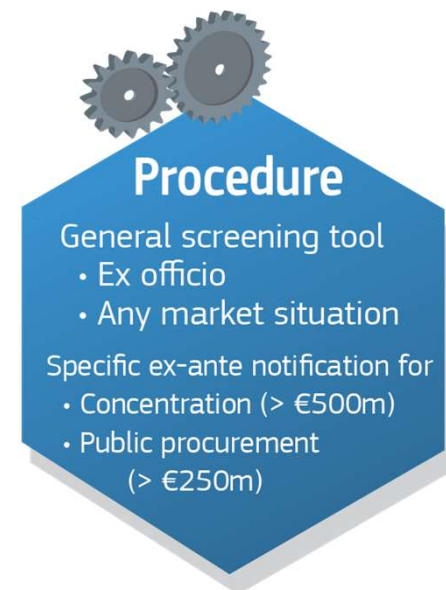 Procedure
General screening tool
• Ex officio
• Any market situation
Specific ex-ante notification for
• Concentration (> €500m)
• Public procurement
(> €250m)